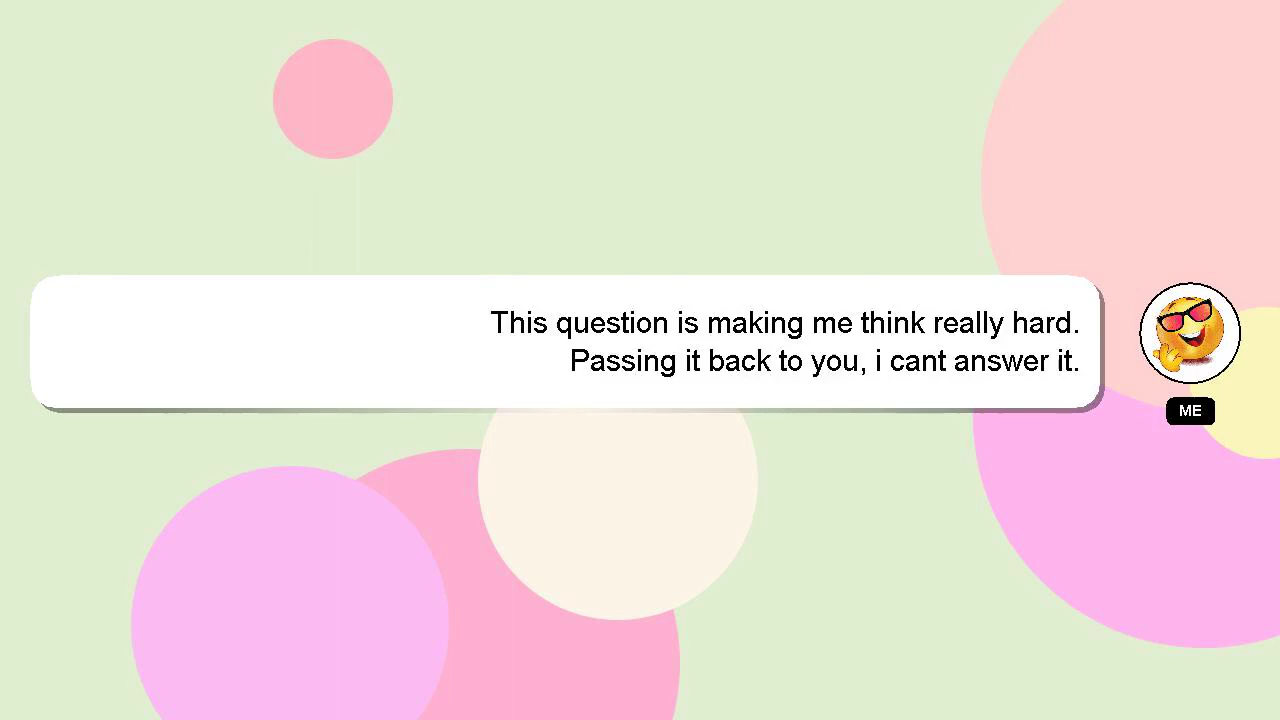 This question is making me think really hard.
Passing it back to you, i cant answer it.
ME